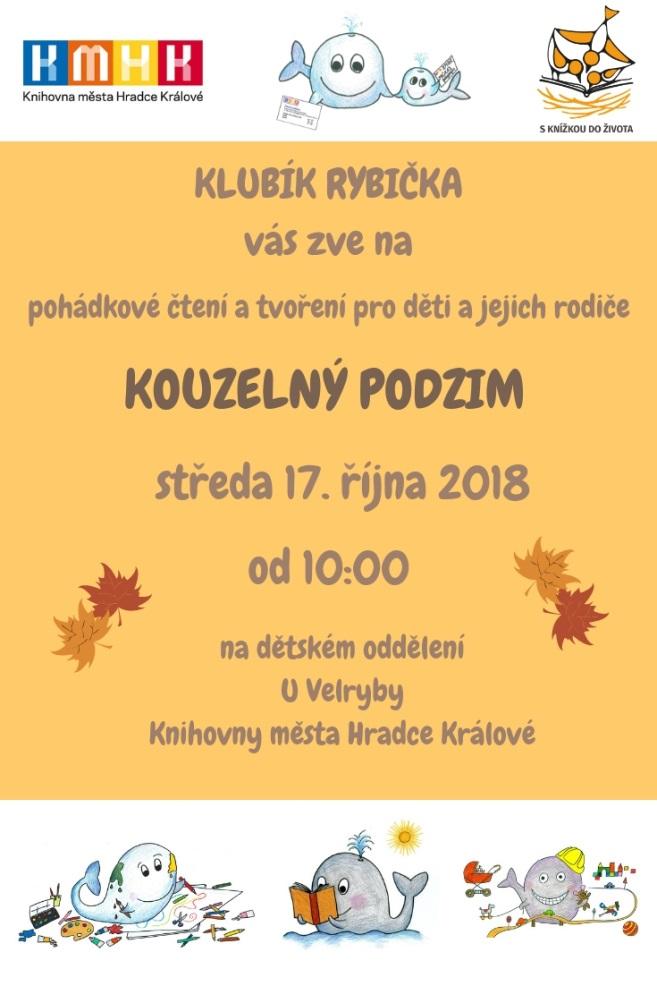 KMHK
Knihovna města Hradce Králové
S KNÍŽKOU DO ŽIVOTA
KLUBÍK RYBIČKA
vás zve na
pohádkové čtení a tvoření pro děti a jejich rodiče
KOUZELNÝ PODZIM
středa 17. října 2018
od 10:00
na dětském oddělení
U Velryby
Knihovny města Hradce Králové